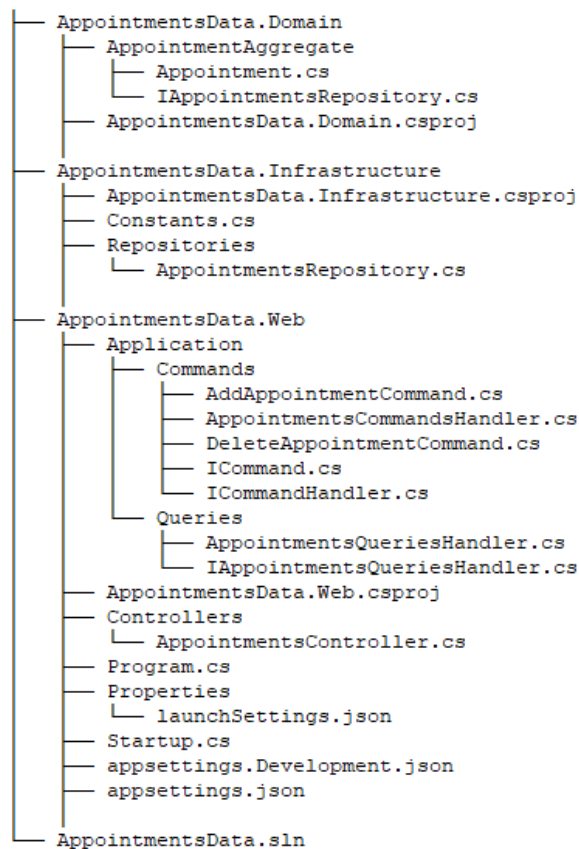 AppointmentsData.Domain
AppointmentAggregate
Appointment.cs
IAppointmentsRepository.cs
AppointmentsData.Domain.csproj
AppointmentsData.Infrastructure
AppointmentsData.Infrastructure.csproj
Constants.cs
Repositories
AppointmentsRepository.cs
AppointmentsData.Web
Application
Commands
AddAppointmentCommand.cs
AppointmentsCommandsHandler.cs
DeleteAppointmentCommand.cs
ICommand.cs
ICommandHandler.cs
Queries
AppointmentsQueriesHandler.cs
IAppointmentsQueriesHandler.cs
AppointmentsData.Web.csproj
Controllers
AppointmentsController.cs
Program.cs
Properties
launchSettings.json
Startup.cs
appsettings.Development.json
appsettings.json
AppointmentsData.sln